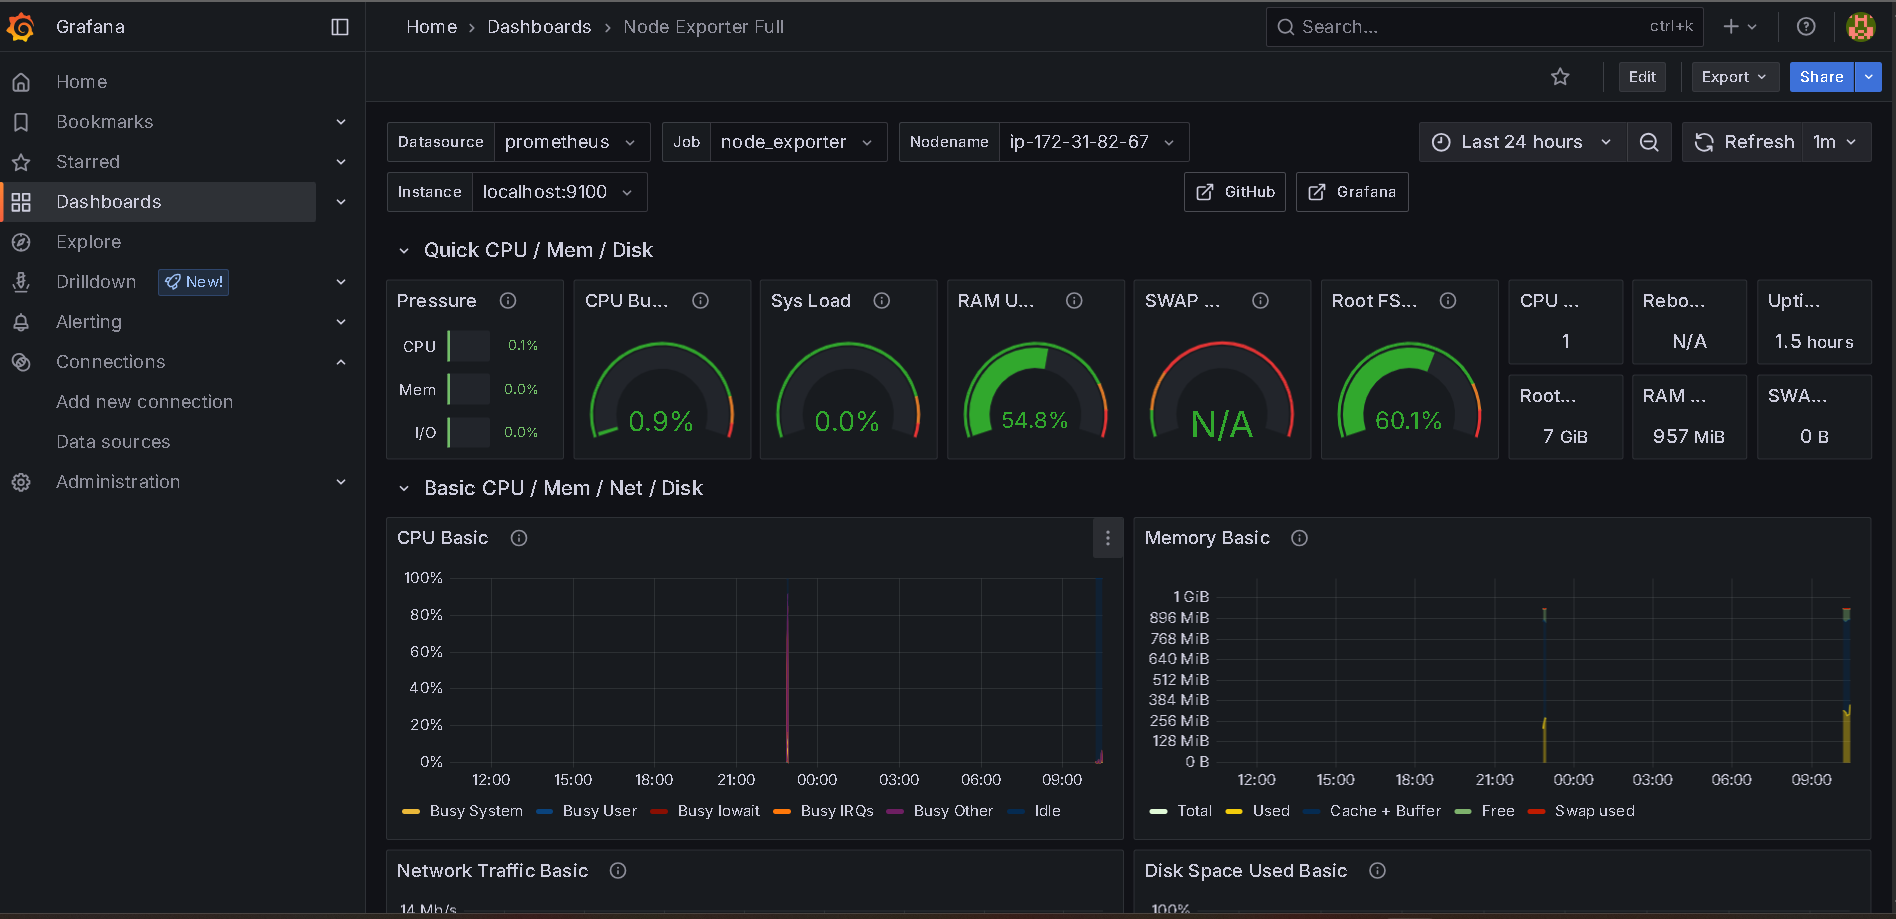 Grafana
Home › Dashboards › Node Exporter Full
Search...
ctrl+k
Home
Bookmarks
Starred
Dashboards
Explore
Drilldown
New!
Alerting
Connections
Add new connection
Data sources
Administration
Edit
Export
Share
Datasource
prometheus
Job
node_exporter
Nodename
ip-172-31-82-67
Last 24 hours
Refresh
1m
Instance
localhost:9100
GitHub
Grafana
Quick CPU / Mem / Disk
Pressure
CPU
0.1%
Mem
0.0%
I/O
0.0%
CPU Bu...
0.9%
Sys Load
0.0%
RAM U...
54.8%
SWAP ...
N/A
Root FS...
60.1%
CPU ...
1
Rebo...
N/A
Upti...
1.5 hours
Root...
7 GiB
RAM ...
957 MiB
SWA...
0 B
Basic CPU / Mem / Net / Disk
CPU Basic
100%
80%
60%
40%
20%
0%
12:00 15:00 18:00 21:00 00:00 03:00 06:00 09:00
Busy System Busy User Busy Iowait Busy IRQs Busy Other Idle
Memory Basic
1 GiB
896 MiB
768 MiB
640 MiB
512 MiB
384 MiB
256 MiB
128 MiB
0 B
12:00 15:00 18:00 21:00 00:00 03:00 06:00 09:00
Total Used Cache + Buffer Free Swap used
Network Traffic Basic
14 Mb/s
Disk Space Used Basic
100%